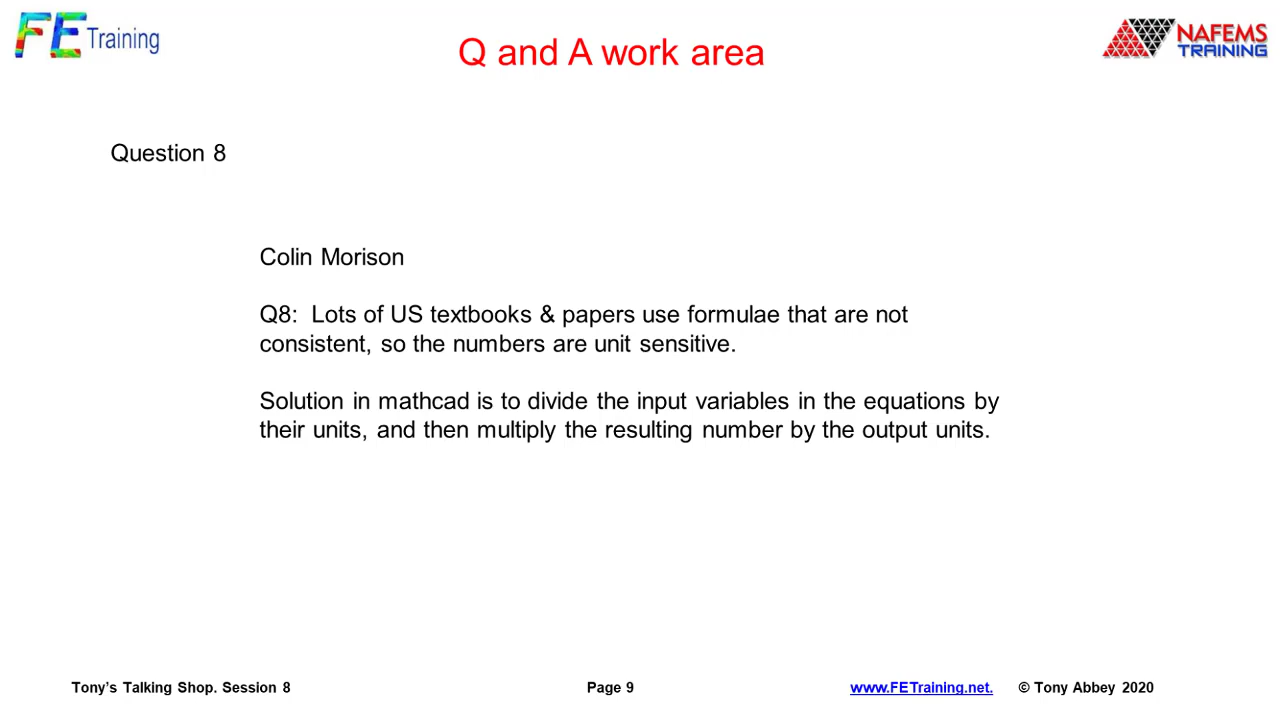 FE Training
NAFEMS
TRAINING
Q and A work area
Question 8
Colin Morison
Q8: Lots of US textbooks & papers use formulae that are not
consistent, so the numbers are unit sensitive.
Solution in mathcad is to divide the input variables in the equations by
their units, and then multiply the resulting number by the output units.
Tony's Talking Shop. Session 8
Page 9
www.FETraining.net.
© Tony Abbey 2020